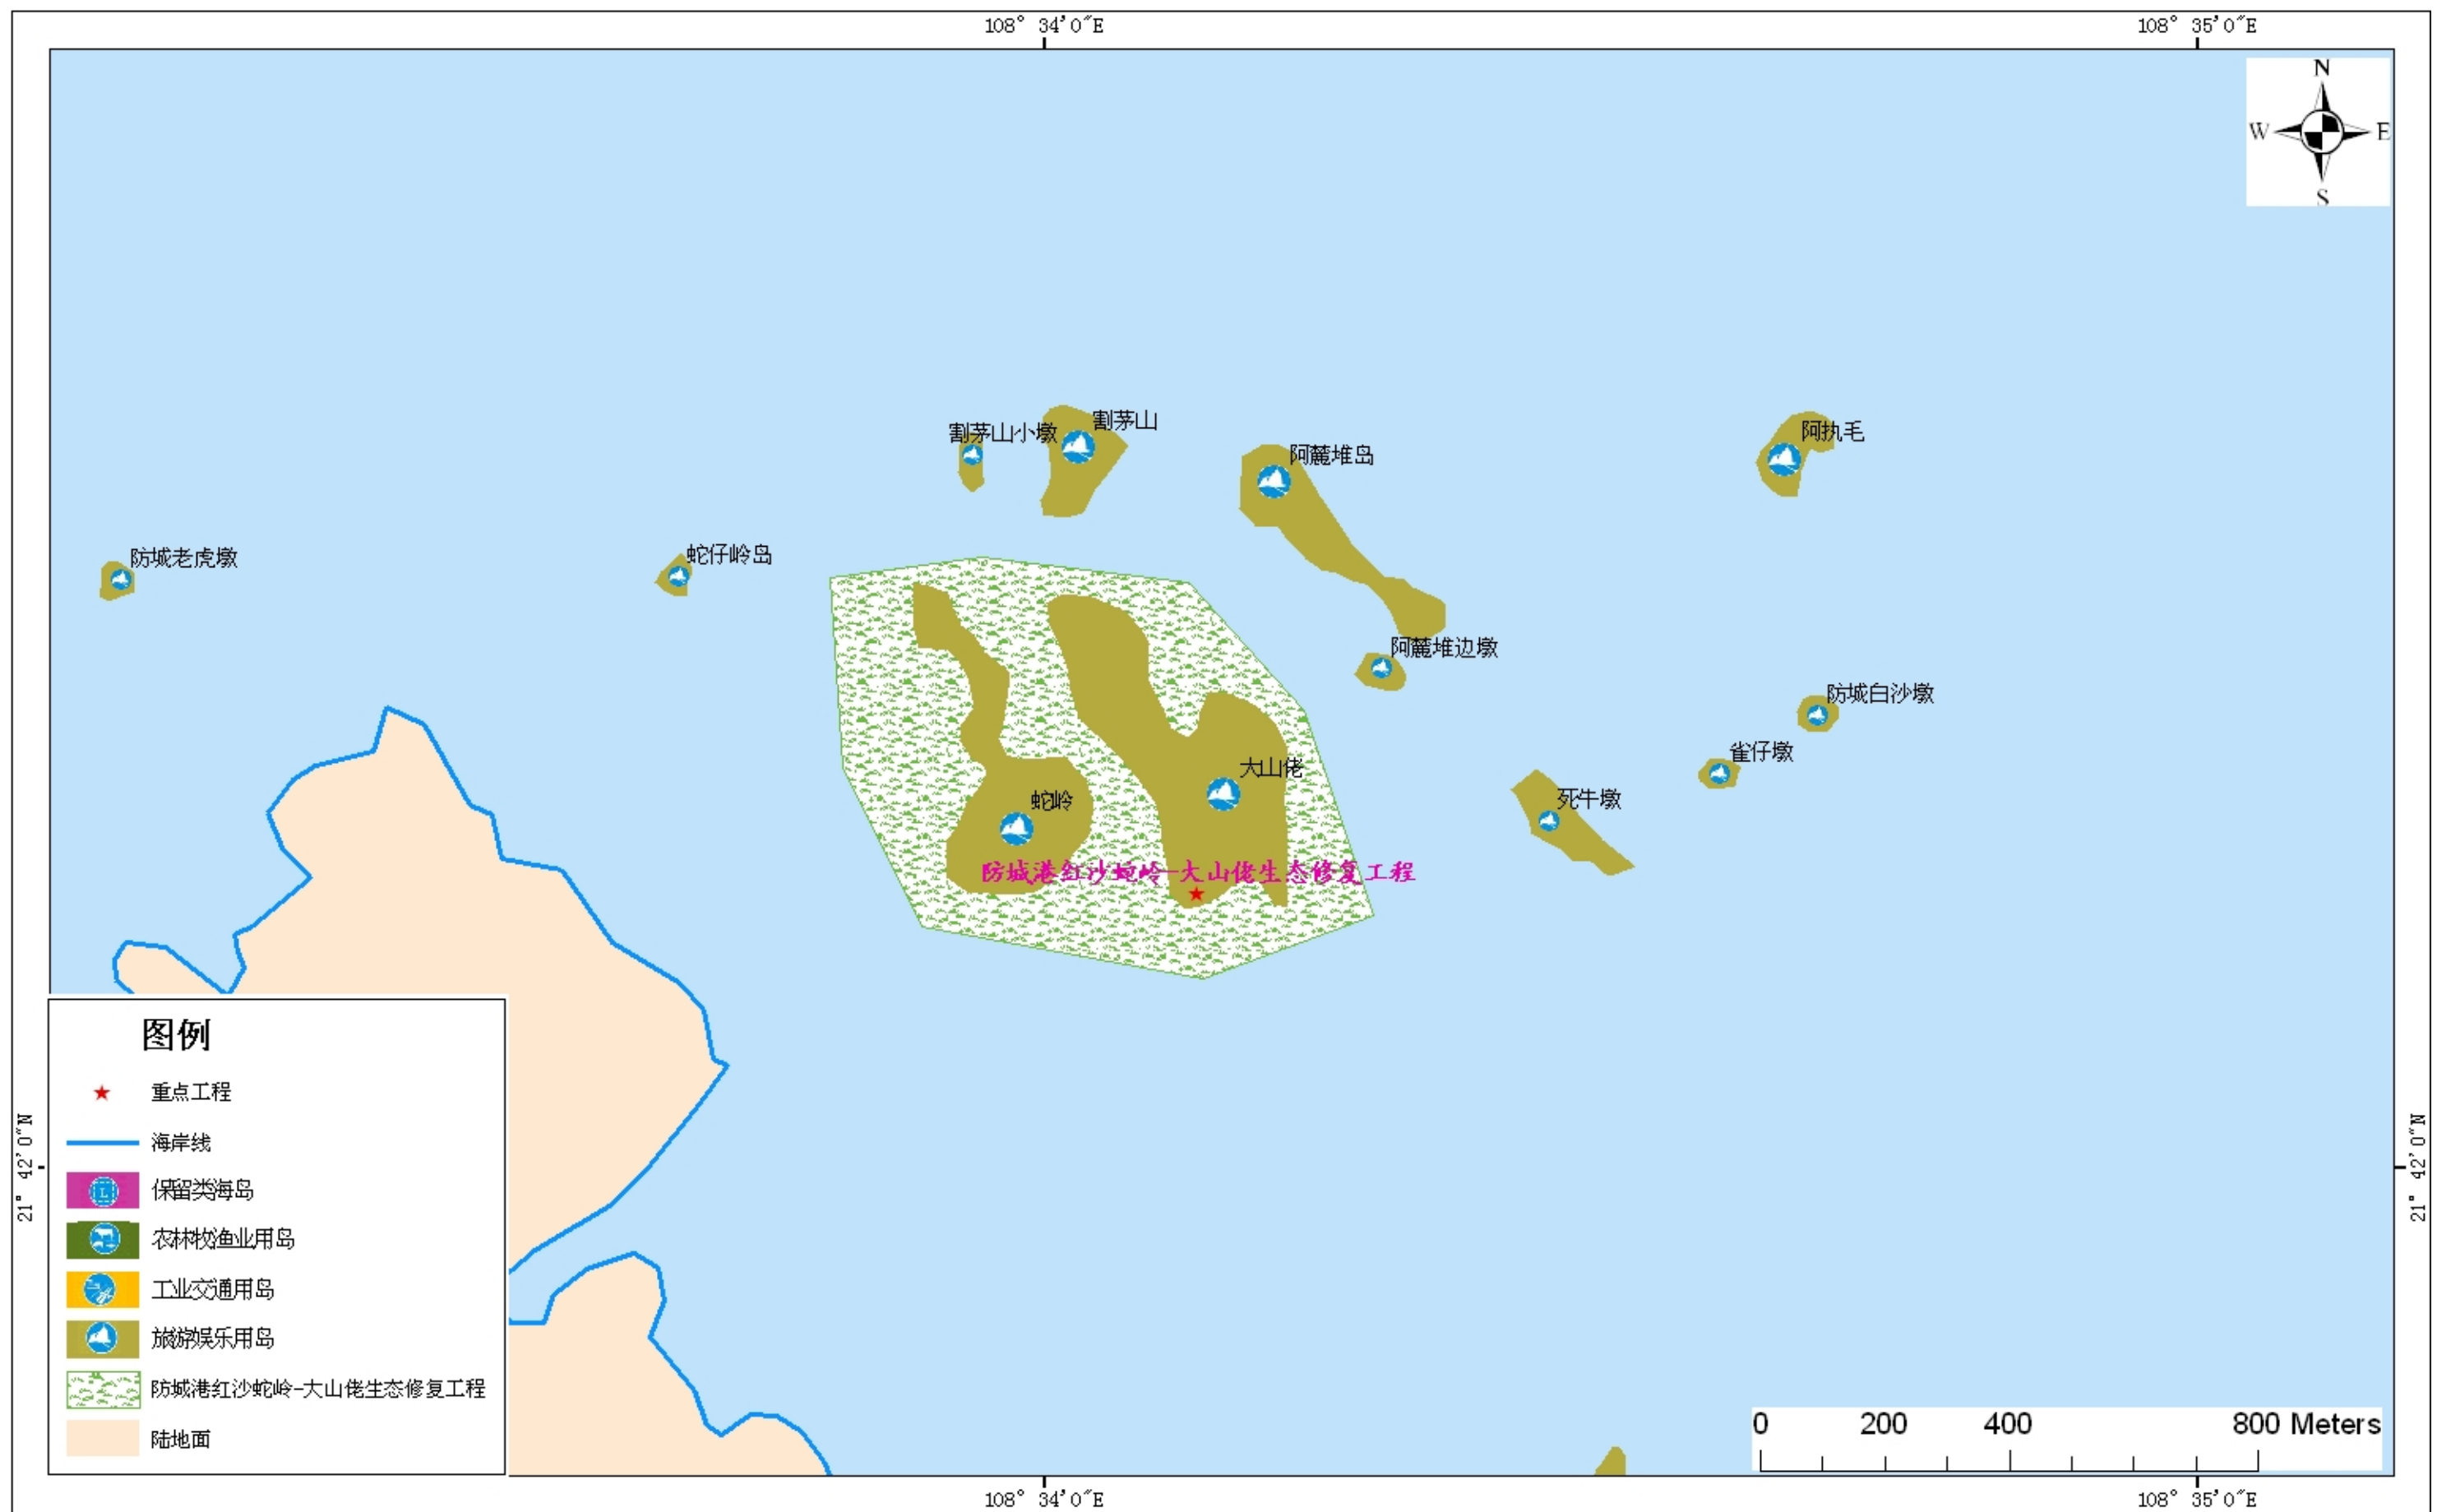 108° 34′0″E
108° 35′0″E
N
W
E
S
割茅山
割茅山小墩
阿执毛
阿麓堆岛
防城老虎墩
蛇仔岭岛
阿麓堆边墩
防城白沙墩
雀仔墩
大山佬
蛇岭
死牛墩
防城港红沙蛇岭-大山佬生态修复工程
图例
重点工程
海岸线
保留类海岛
L
农林牧渔业用岛
工业交通用岛
旅游娱乐用岛
防城港红沙蛇岭-大山佬生态修复工程
陆地面
21° 42′0″N
21° 42′0″N
0 200 400 800 Meters
108° 34′0″E
108° 35′0″E